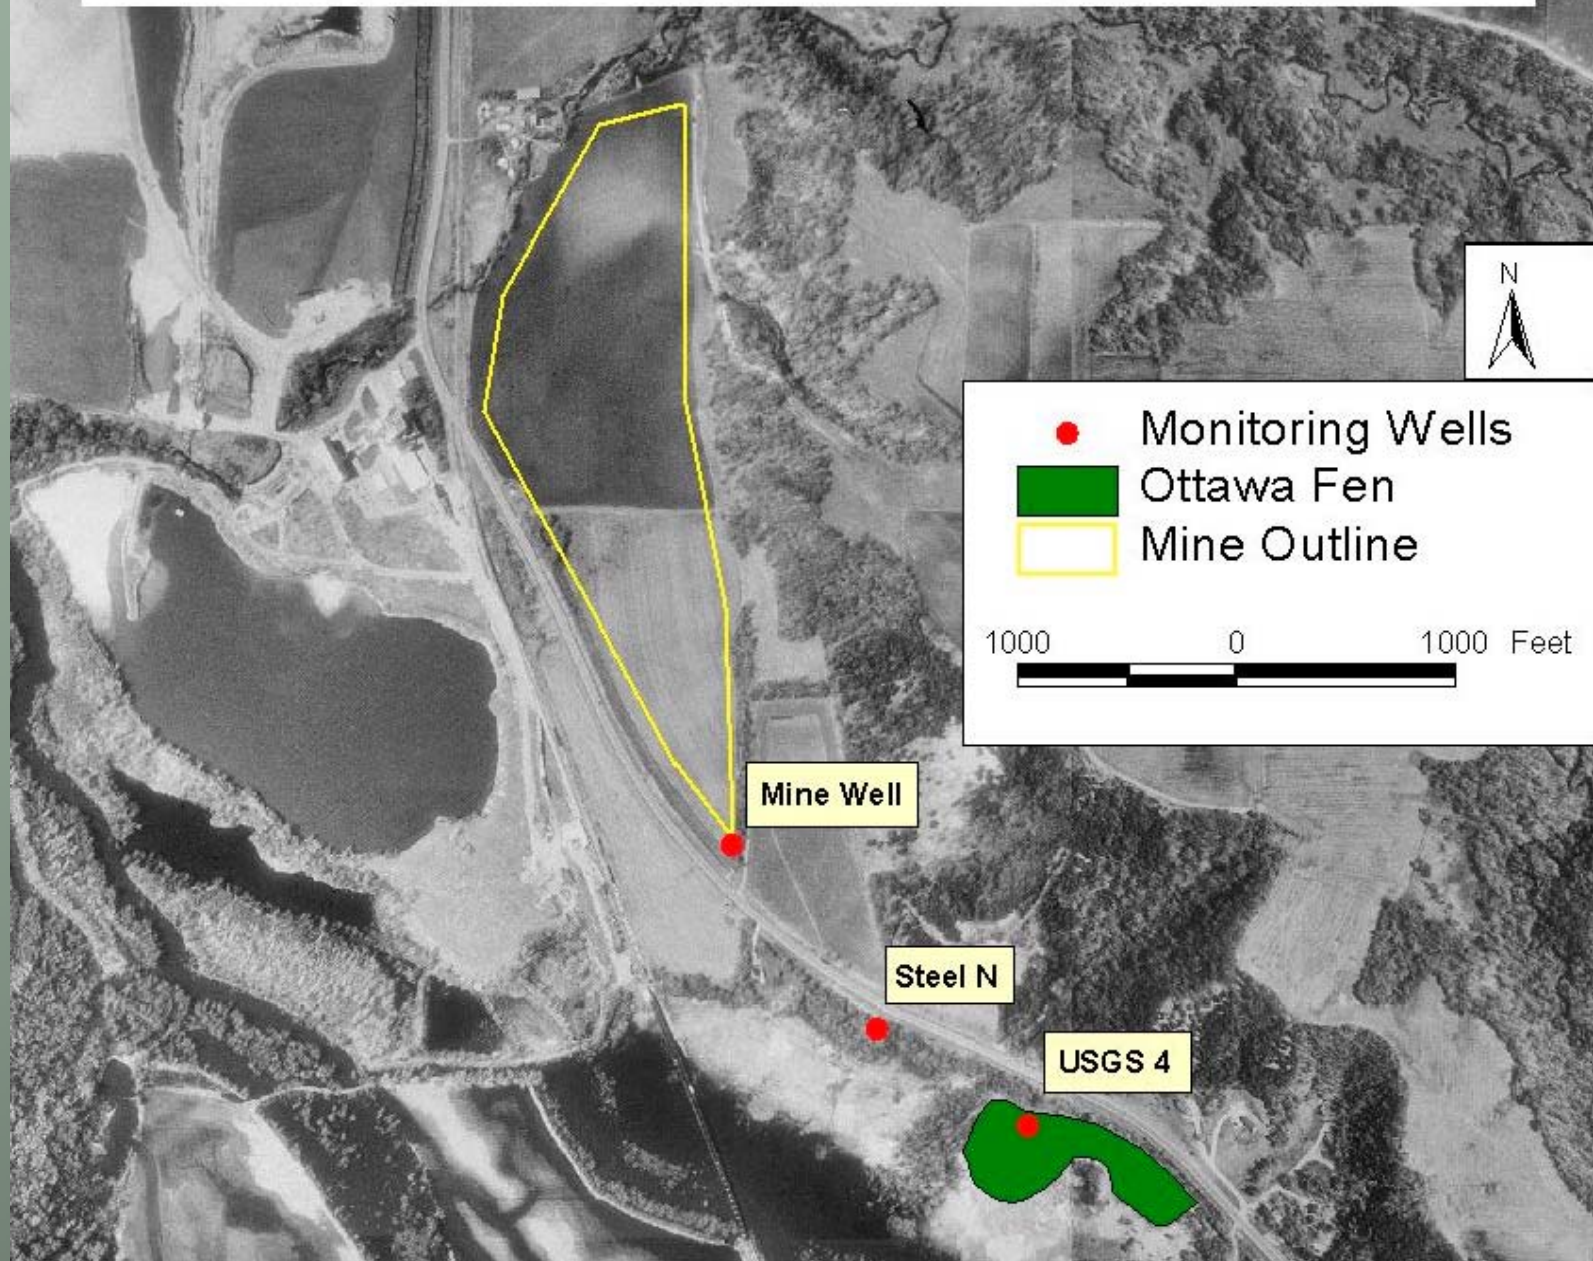 N
Monitoring Wells
Ottawa Fen
Mine Outline
1000 0 1000 Feet
Mine Well
Steel N
USGS 4